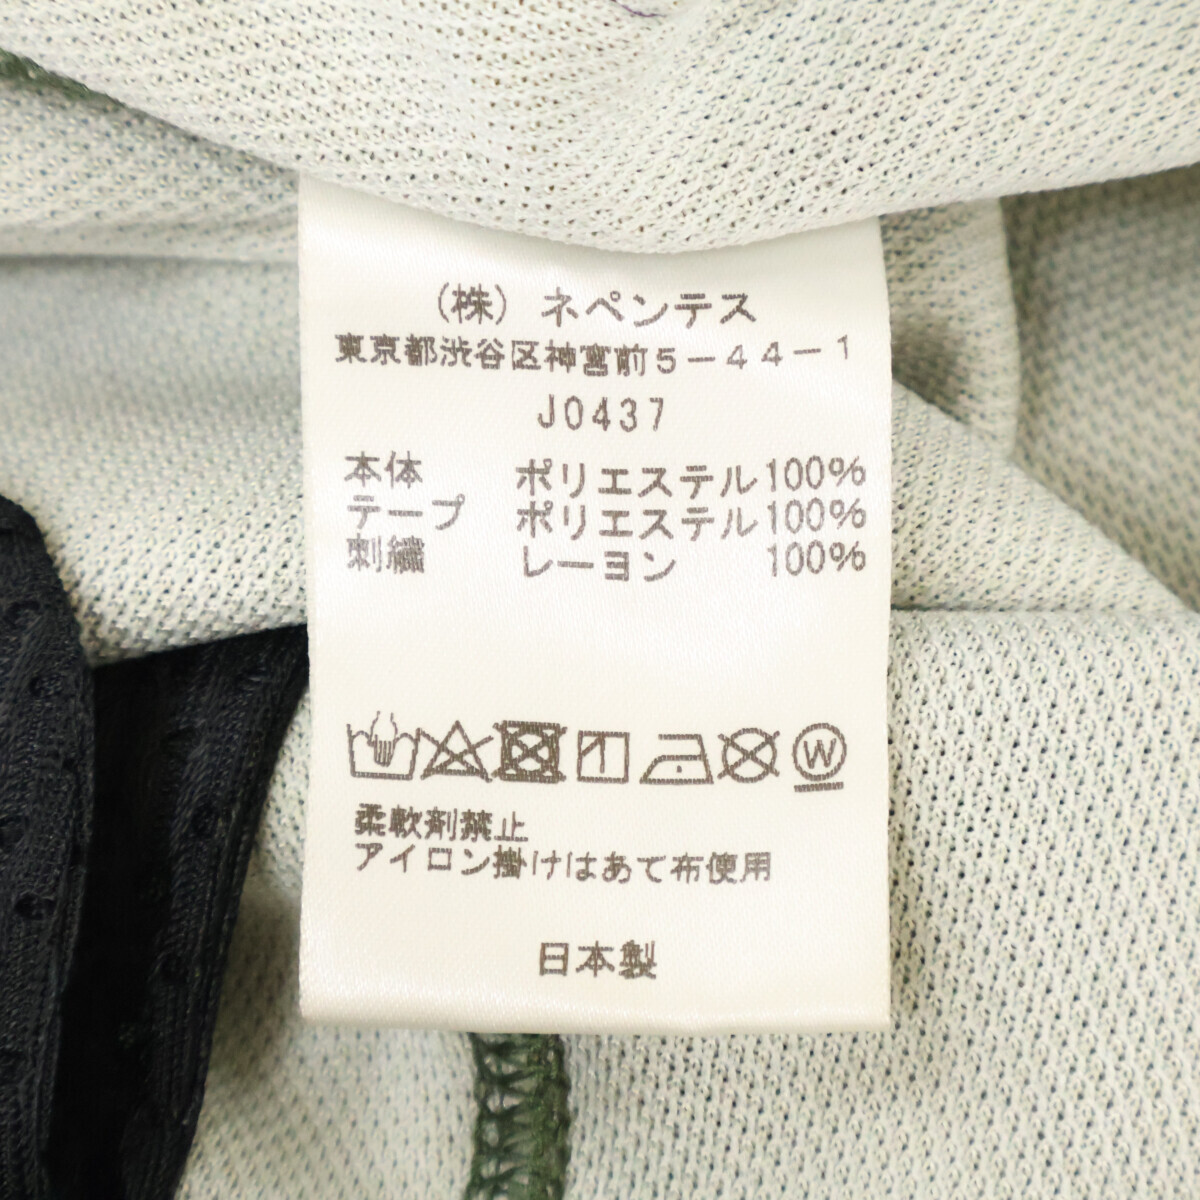 （株）ネペンテス
東京都渋谷区神宮前５－４４－１
J0437
本体 ポリエステル100%
テープ ポリエステル100%
刺繍 レーヨン 100%
W
柔軟剤禁止
アイロン掛けはあて布使用
日本製